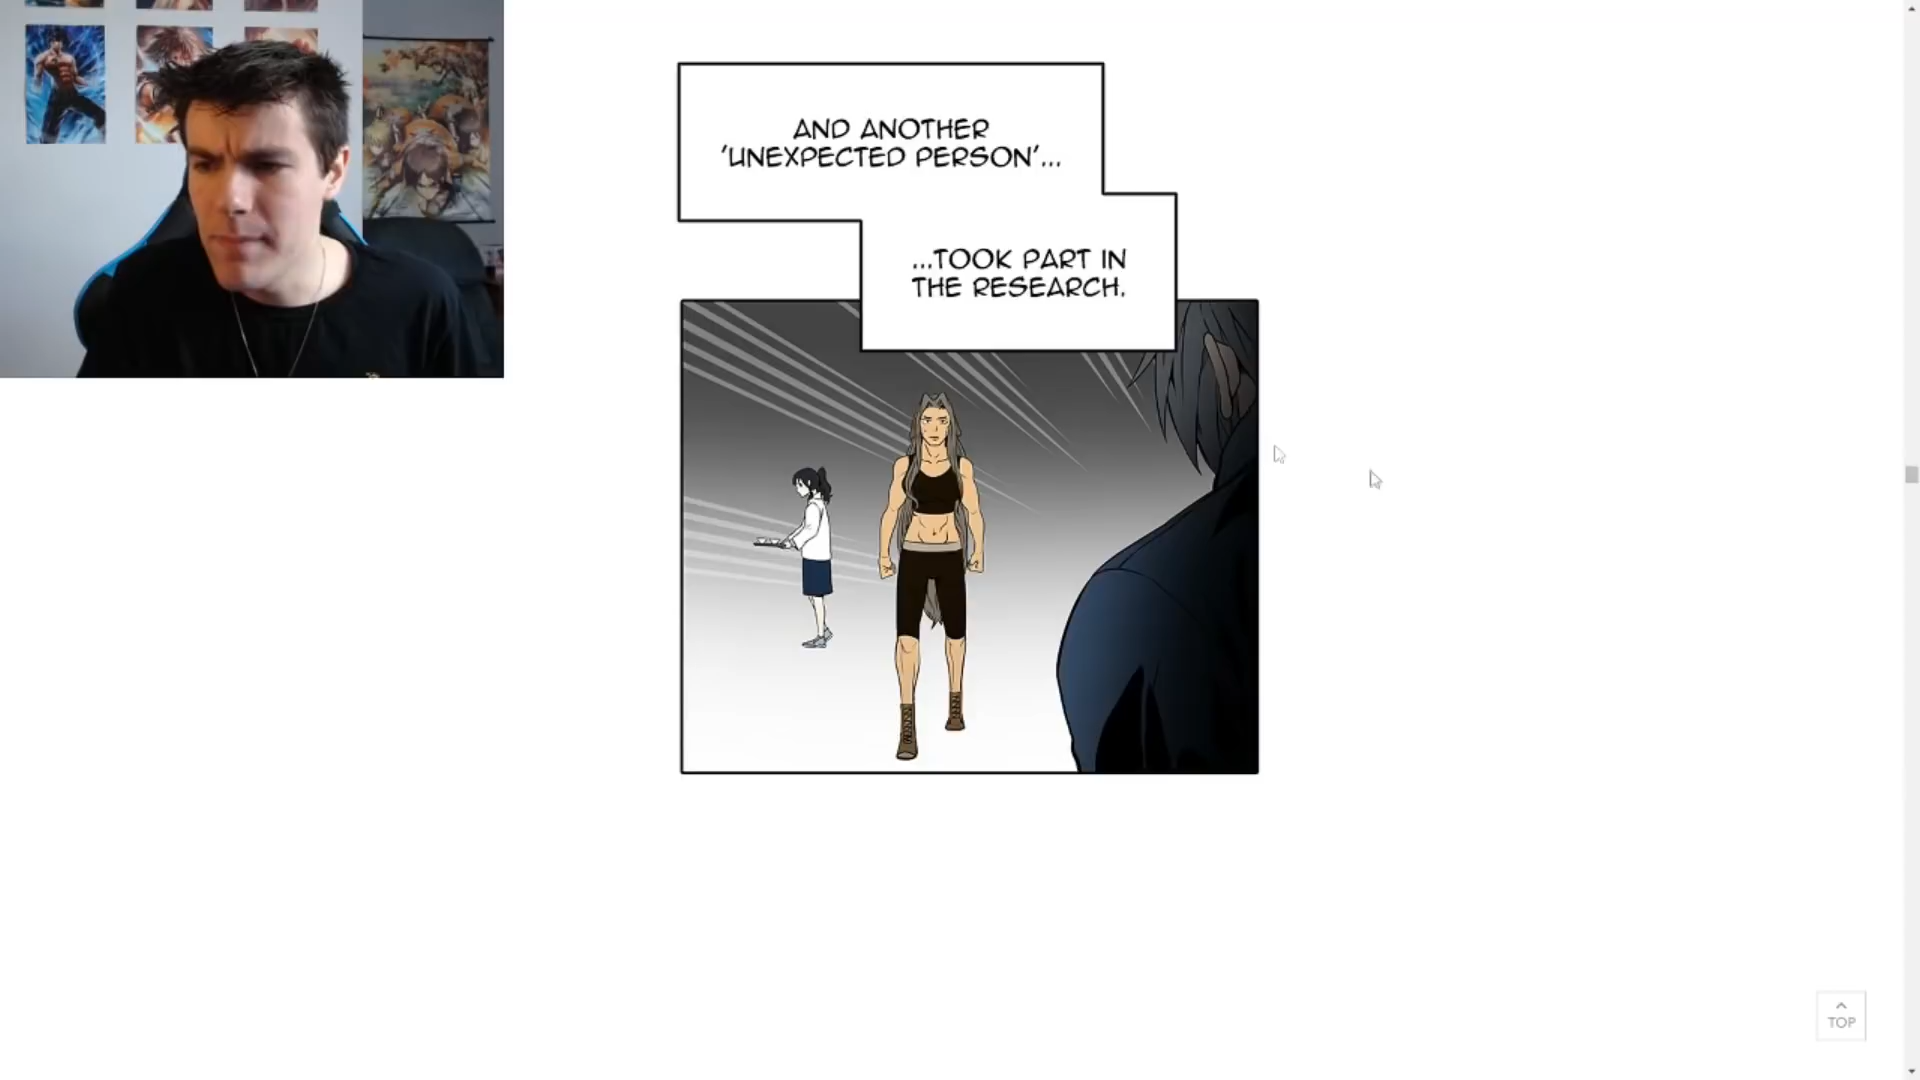 AND ANOTHER
'UNEXPECTED PERSON'...
...TOOK PART IN
THE RESEARCH.
TOP